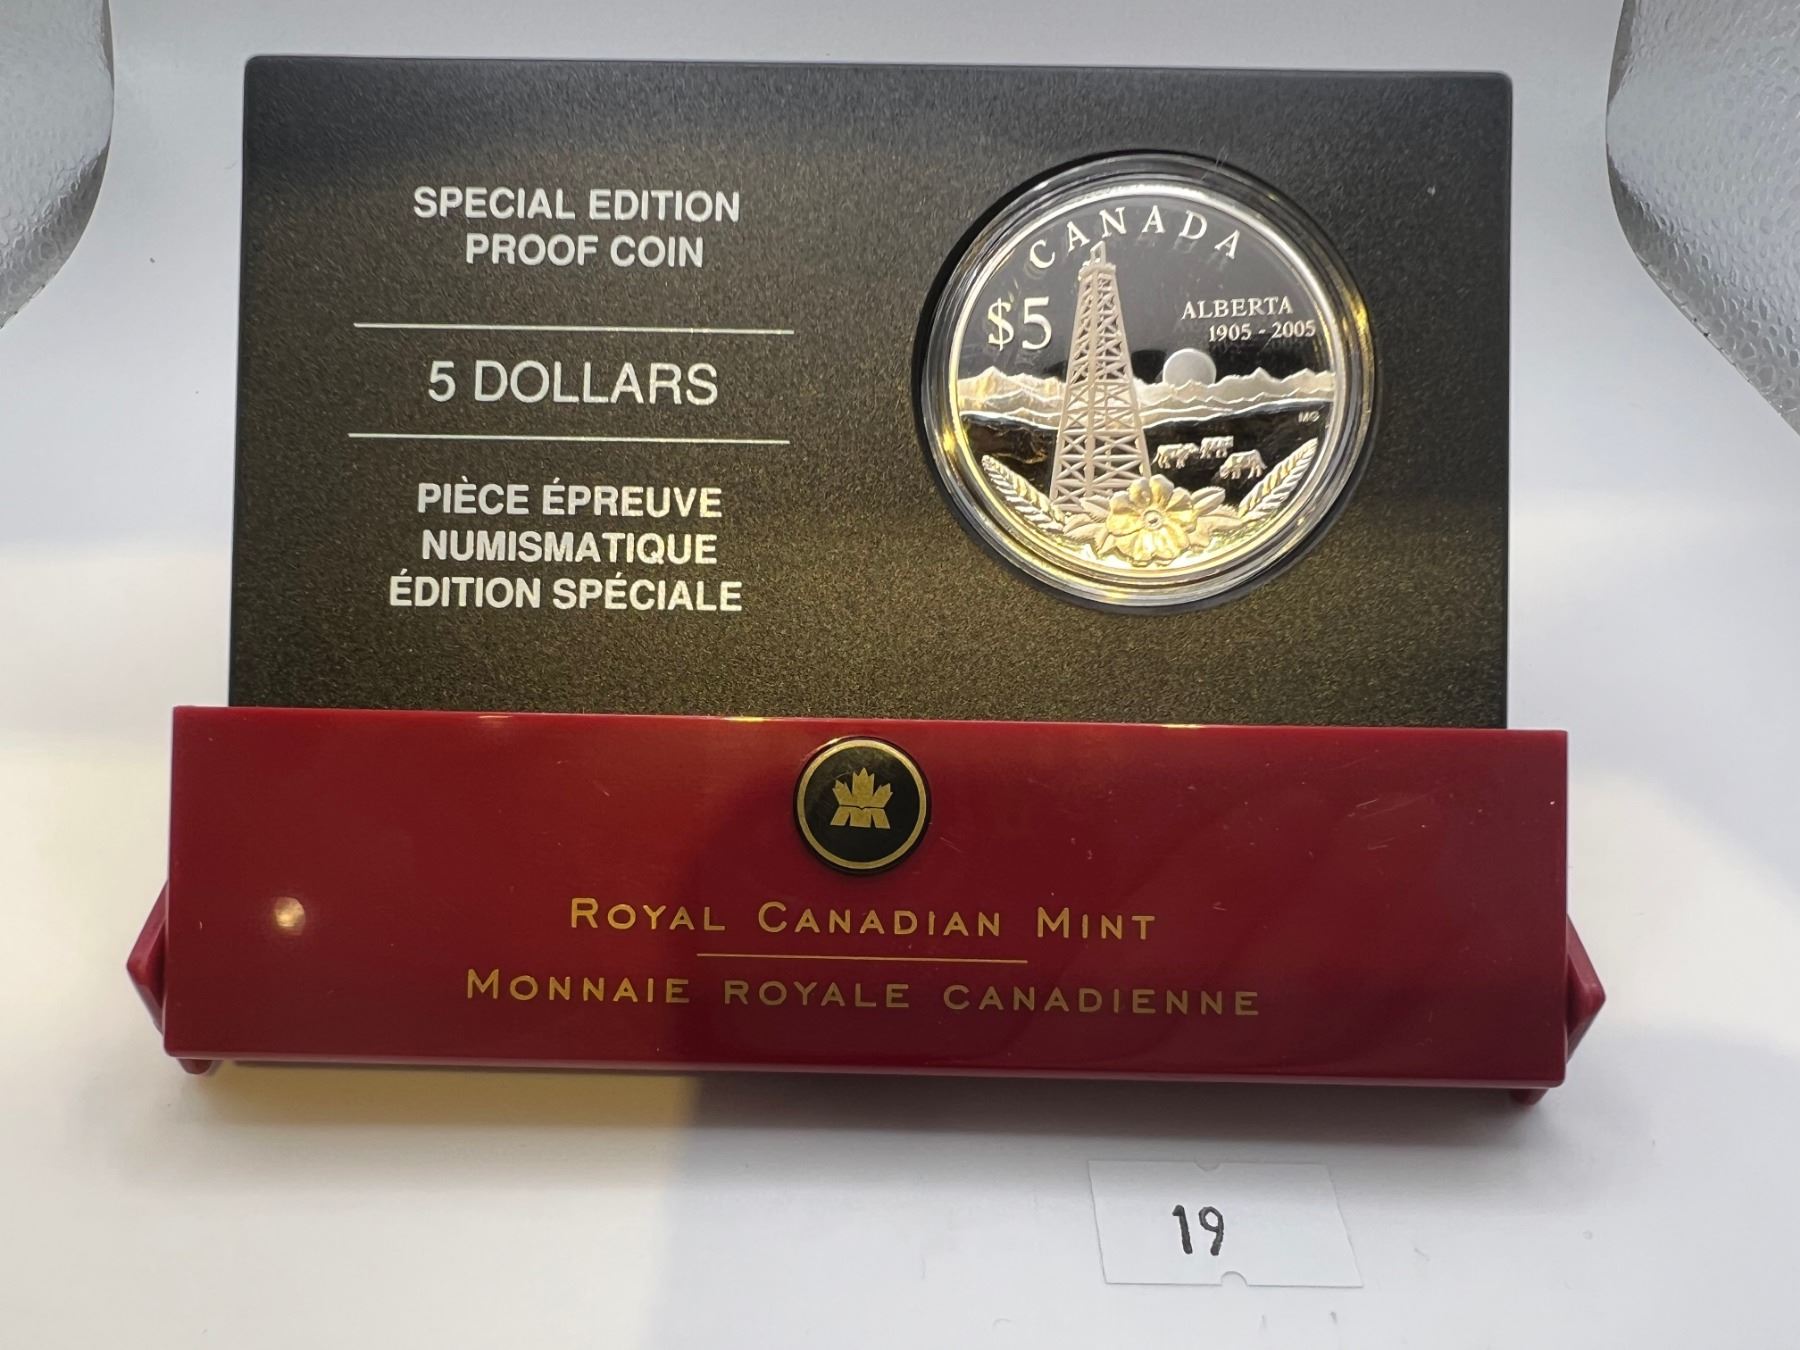 SPECIAL EDITION
PROOF COIN
5 DOLLARS
PIÈCE ÉPREUVE
NUMISMATIQUE
ÉDITION SPÉCIALE
CANADA
$5
ALBERTA
1905 - 2005
MG
ROYAL CANADIAN MINT
MONNAIE ROYALE CANADIENNE
19